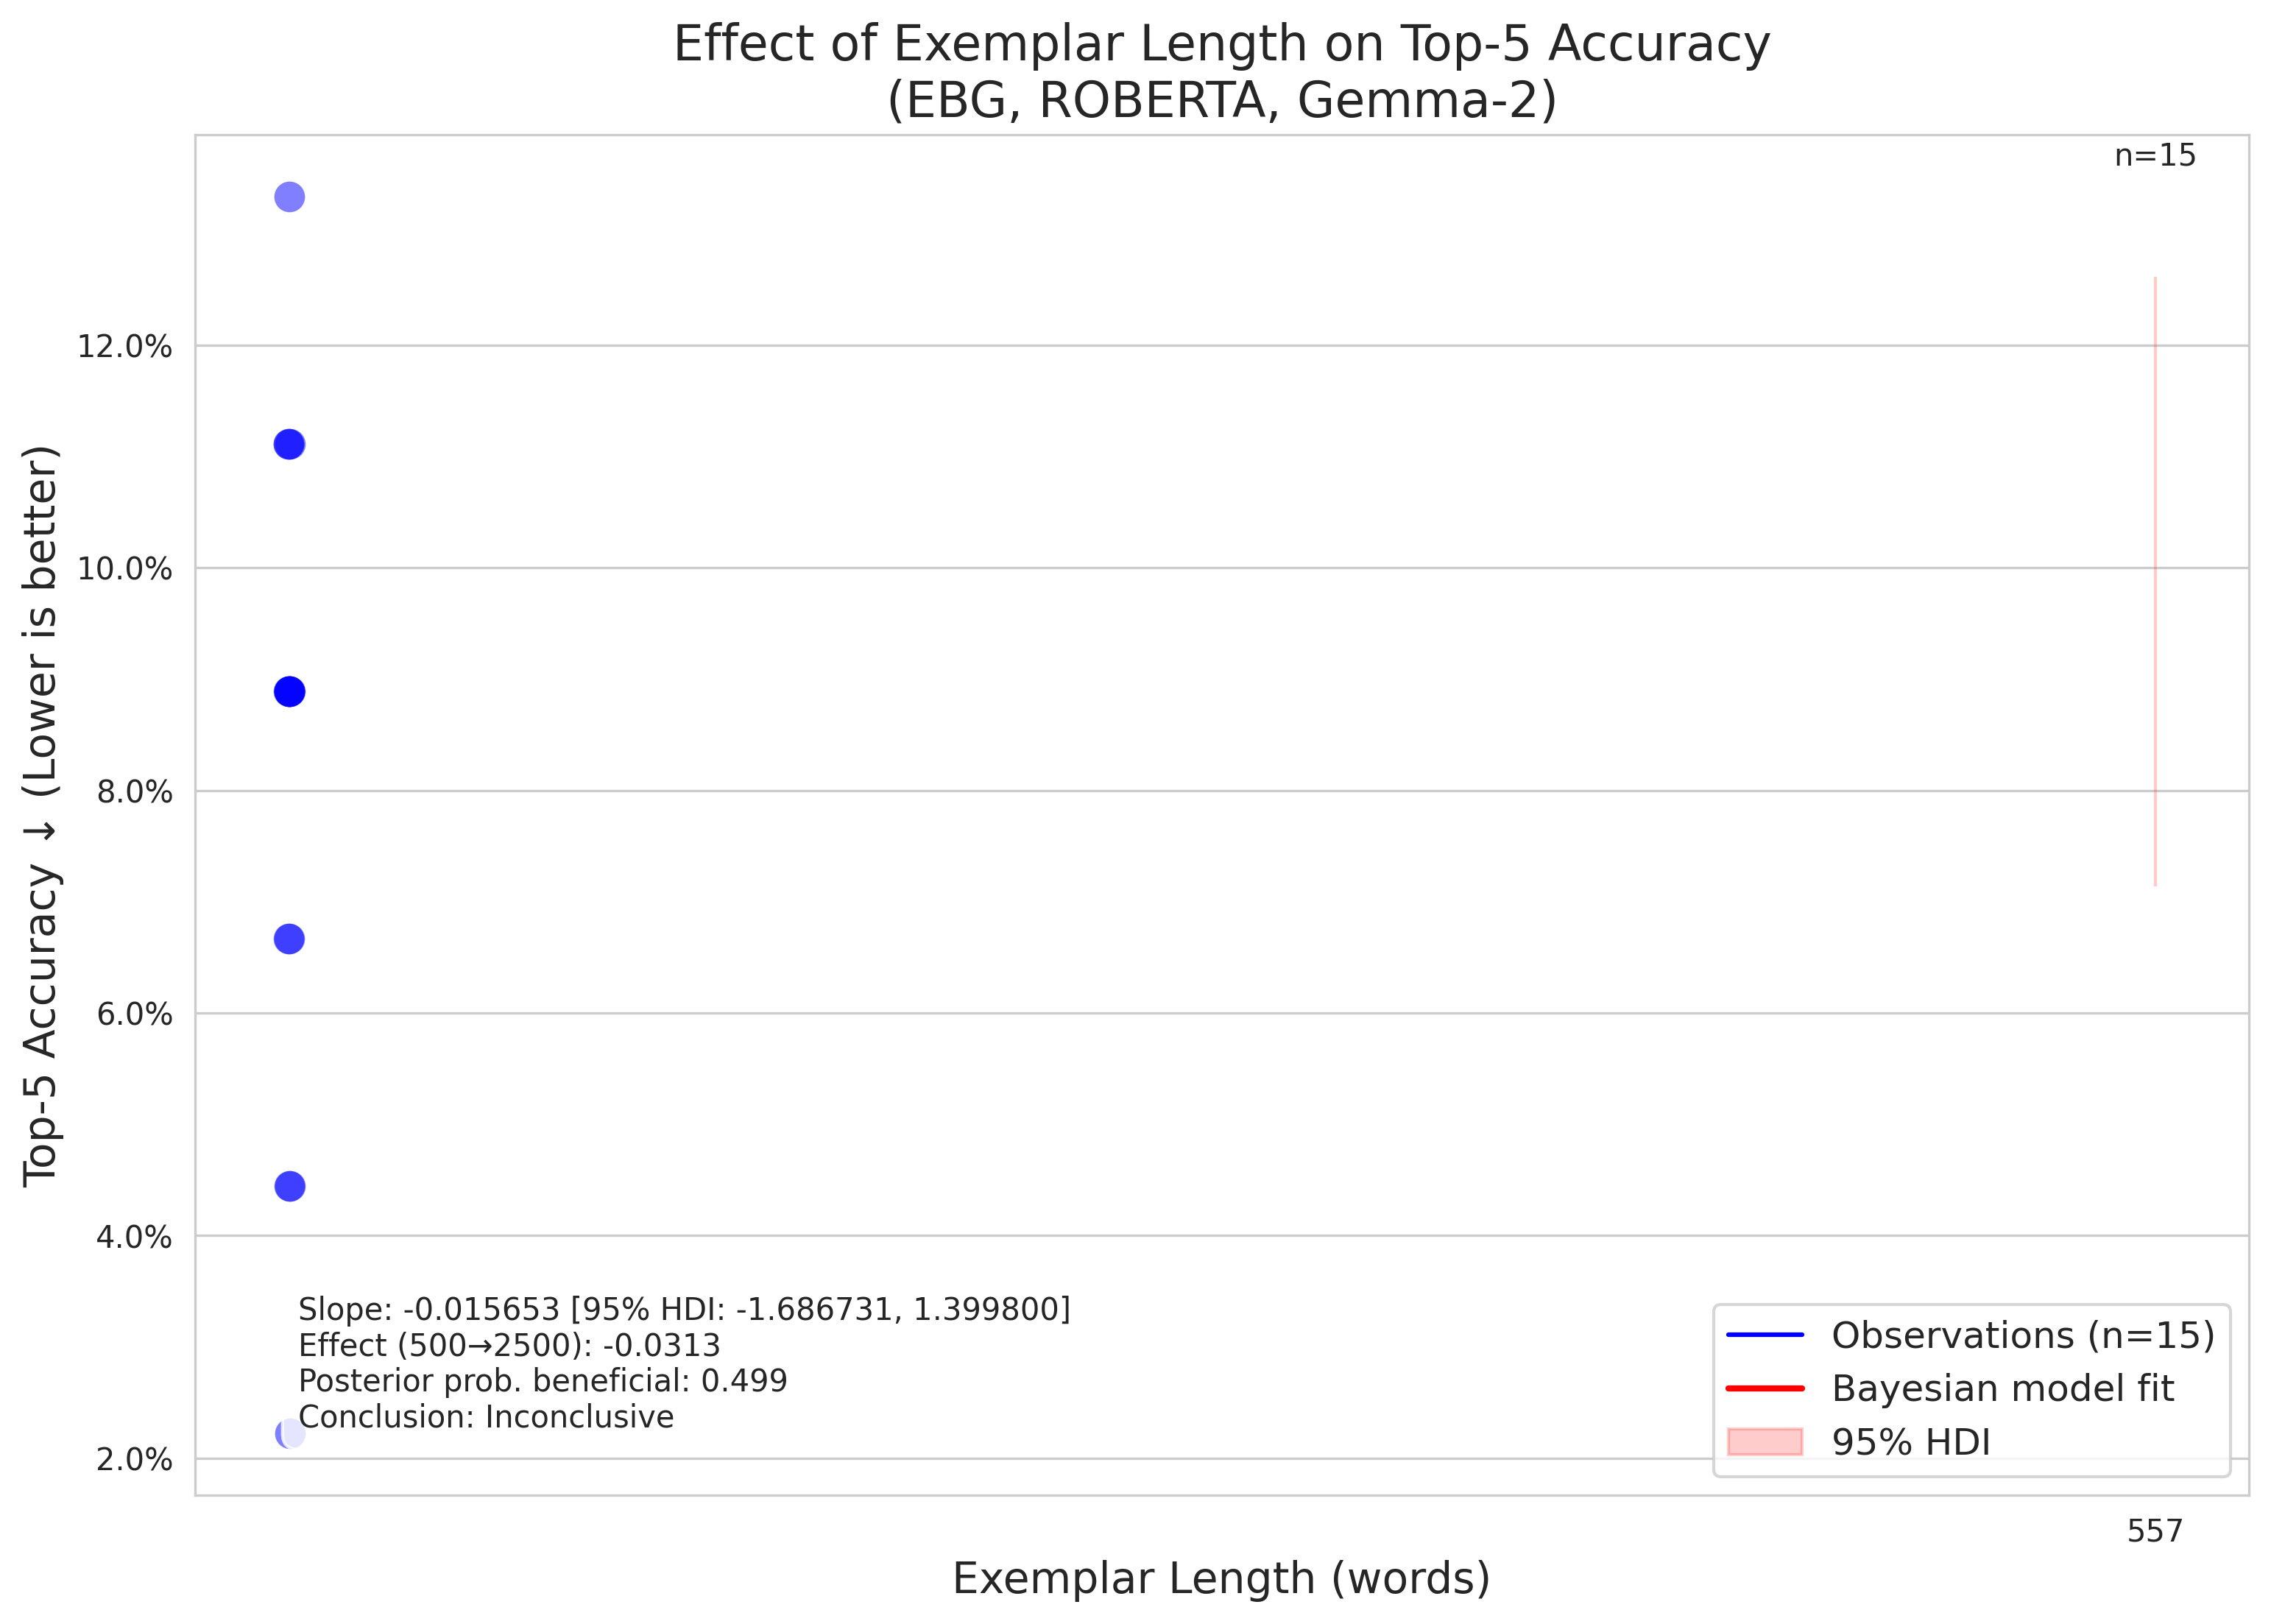 Effect of Exemplar Length on Top-5 Accuracy
(EBG, ROBERTA, Gemma-2)
n=15
12.0%
10.0%
8.0%
6.0%
4.0%
2.0%
Top-5 Accuracy ↓ (Lower is better)
Slope: -0.015653 [95% HDI: -1.686731, 1.399800]
Effect (500→2500): -0.0313
Posterior prob. beneficial: 0.499
Conclusion: Inconclusive
Observations (n=15)
Bayesian model fit
95% HDI
557
Exemplar Length (words)